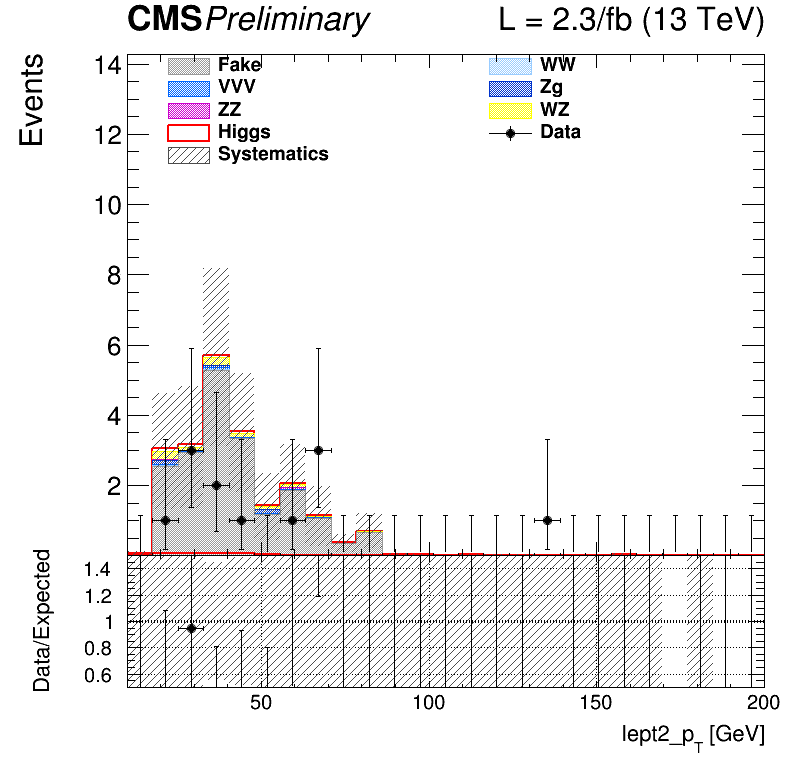 CMS Preliminary L = 2.3/fb (13 TeV)
Events
14
12
10
8
6
4
2
Fake
VVV
ZZ
Higgs
Systematics
WW
Zg
WZ
Data
Data/Expected
1.4
1.2
1
0.8
0.6
50 100 150 200
lept2_p_T [GeV]